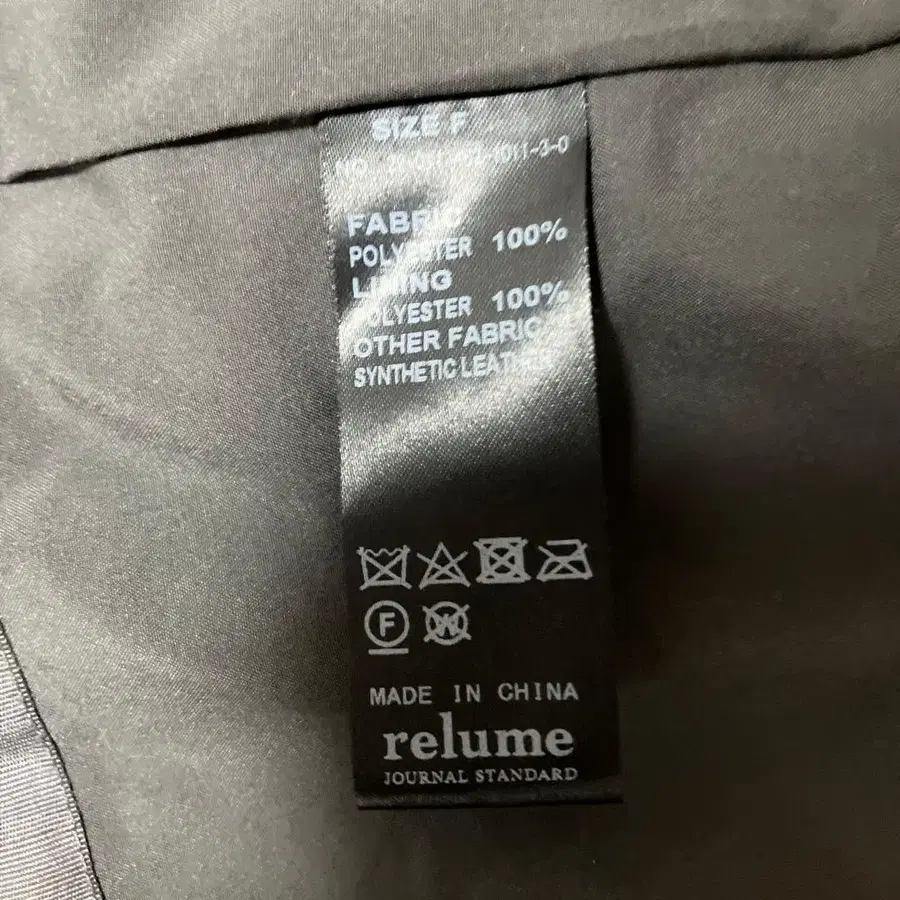 SIZE F
FABRIC
POLYESTER 100%
LINING
POLYESTER 100%
OTHER FABRIC
SYNTHETIC LEATHER
F W
MADE IN CHINA
relume
JOURNAL STANDARD